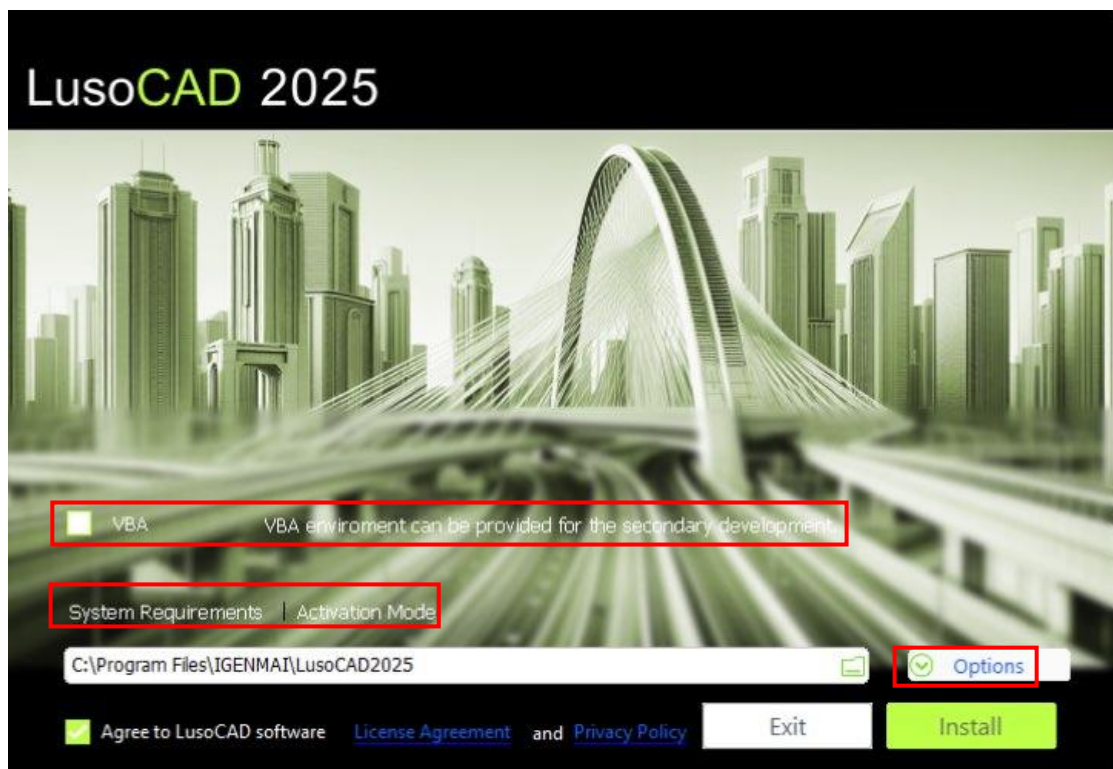 LusoCAD 2025
VBA VBA enviroment can be provided for the secondary development.
System Requirements | Activation Mode
C:\Program Files\IGENMAI\LusoCAD2025 Options
Agree to LusoCAD software License Agreement and Privacy Policy Exit Install